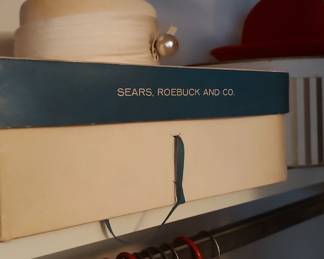 SEARS, ROEBUCK AND CO.